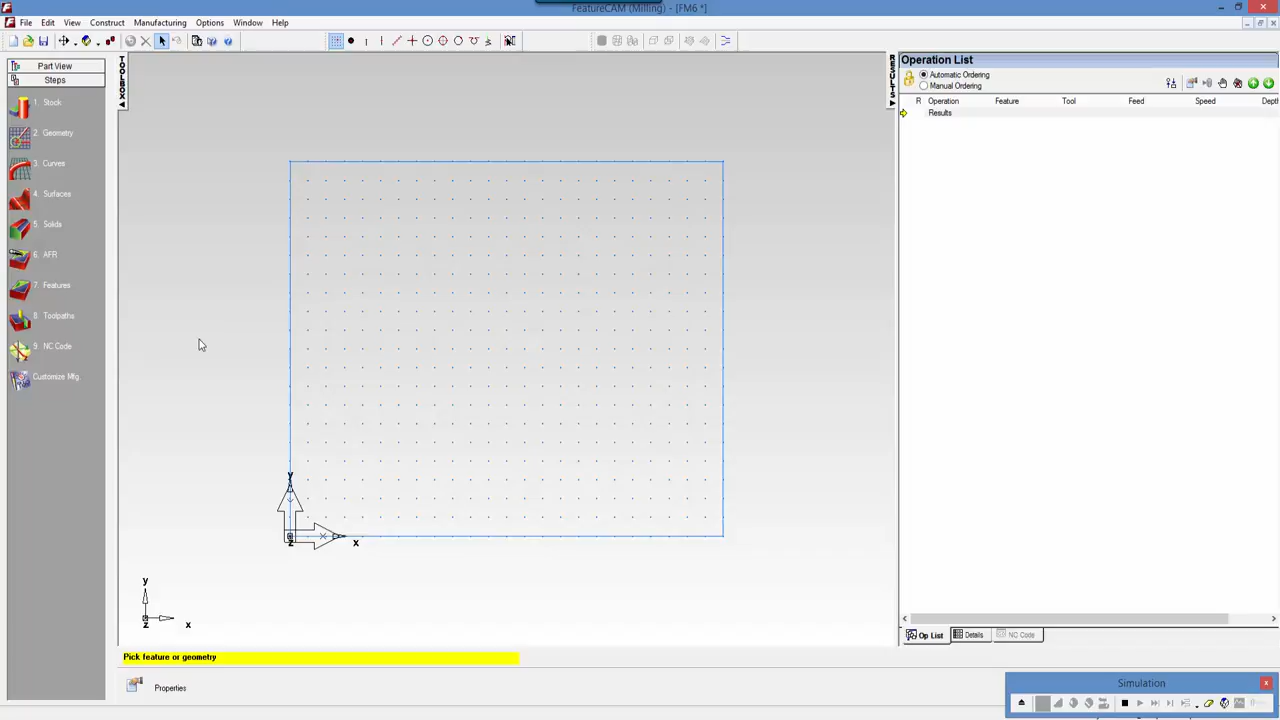 FeatureCAM (Milling) - [FM6 *]
File Edit View Construct Manufacturing Options Window Help
Part View
Steps
1. Stock
2. Geometry
3. Curves
4. Surfaces
5. Solids
6. AFR
7. Features
8. Toolpaths
9. NC Code
Customize Mfg.
TOOLBOX
RESULTS
y
z
x
y
z
x
Pick feature or geometry
Properties
Operation List
Automatic Ordering
Manual Ordering
R Operation Feature Tool Feed Speed Depth
Results
Op List Details NC Code
Simulation